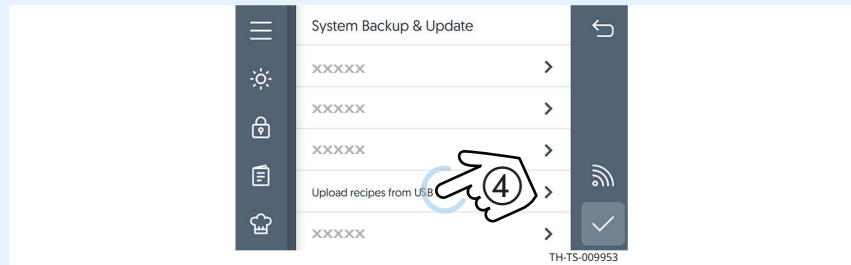 System Backup & Update
xxxxx
xxxxx
xxxxx
Upload recipes from USB
4
xxxxx
TH-TS-009953